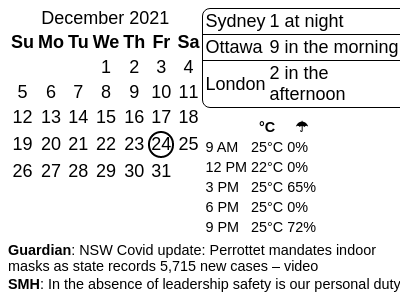 December 2021
Su Mo Tu We Th Fr Sa
1 2 3 4
5 6 7 8 9 10 11
12 13 14 15 16 17 18
19 20 21 22 23 24 25
26 27 28 29 30 31
Sydney 1 at night
Ottawa 9 in the morning
London 2 in the
afternoon
°C ☂
9 AM 25°C 0%
12 PM 22°C 0%
3 PM 25°C 65%
6 PM 25°C 0%
9 PM 25°C 72%
Guardian: NSW Covid update: Perrottet mandates indoor
masks as state records 5,715 new cases – video
SMH: In the absence of leadership safety is our personal duty